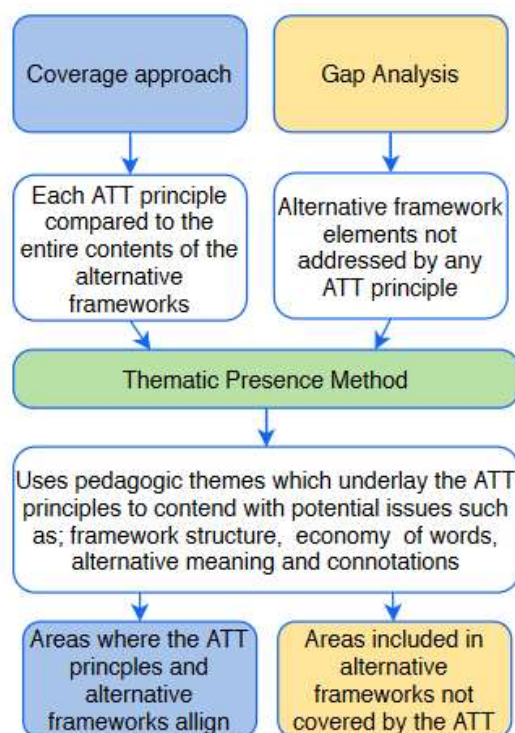 Coverage approach
Gap Analysis
Each ATT principle
compared to the
entire contents of the
alternative
frameworks
Alternative framework
elements not
addressed by any
ATT principle
Thematic Presence Method
Uses pedagogic themes which underlay the ATT
principles to contend with potential issues such
as; framework structure, economy of words,
alternative meaning and connotations
Areas where the ATT
princples and
alternative
frameworks allign
Areas included in
alternative
frameworks not
covered by the ATT